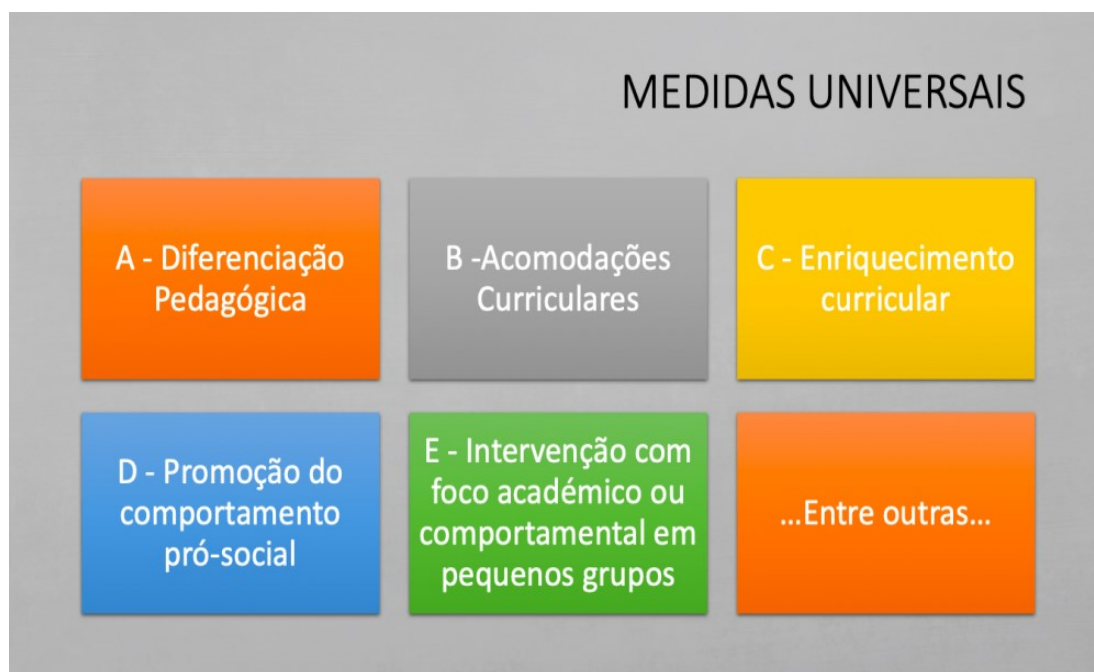 MEDIDAS UNIVERSAIS
A - Diferenciação
Pedagógica
B -Acomodações
Curriculares
C - Enriquecimento
curricular
D - Promoção do
comportamento
pró-social
E - Intervenção com
foco académico ou
comportamental em
pequenos grupos
...Entre outras...